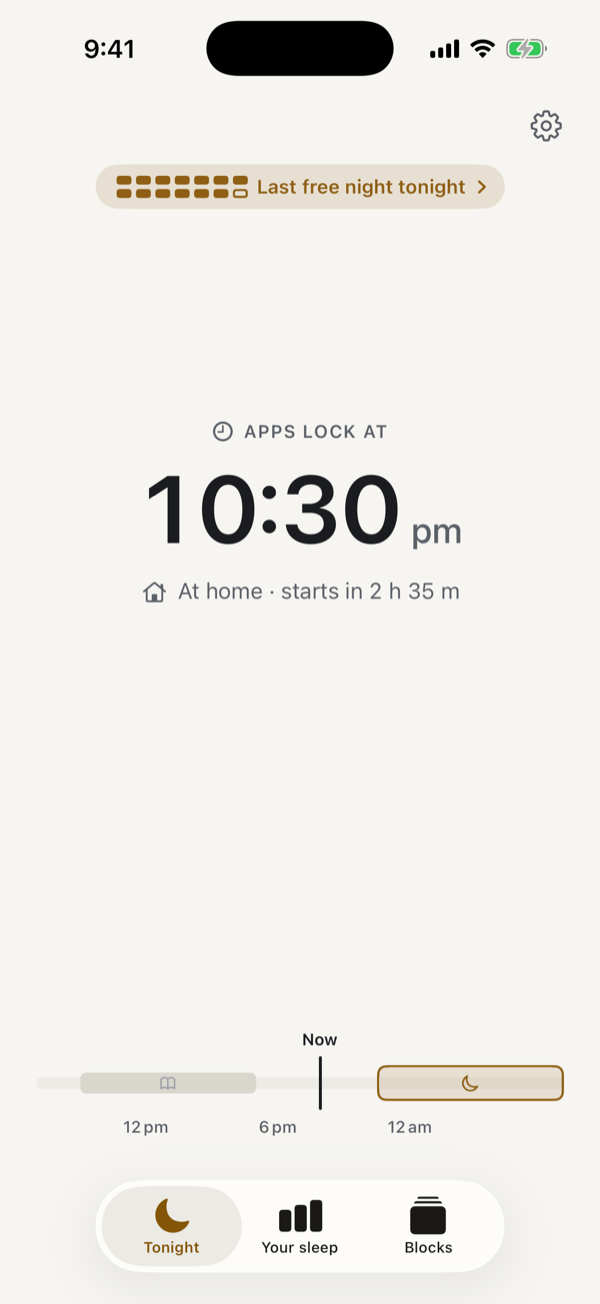 9:41
Last free night tonight
APPS LOCK AT
10:30 pm
At home · starts in 2 h 35 m
Now
12 pm 6 pm 12 am
Tonight Your sleep Blocks